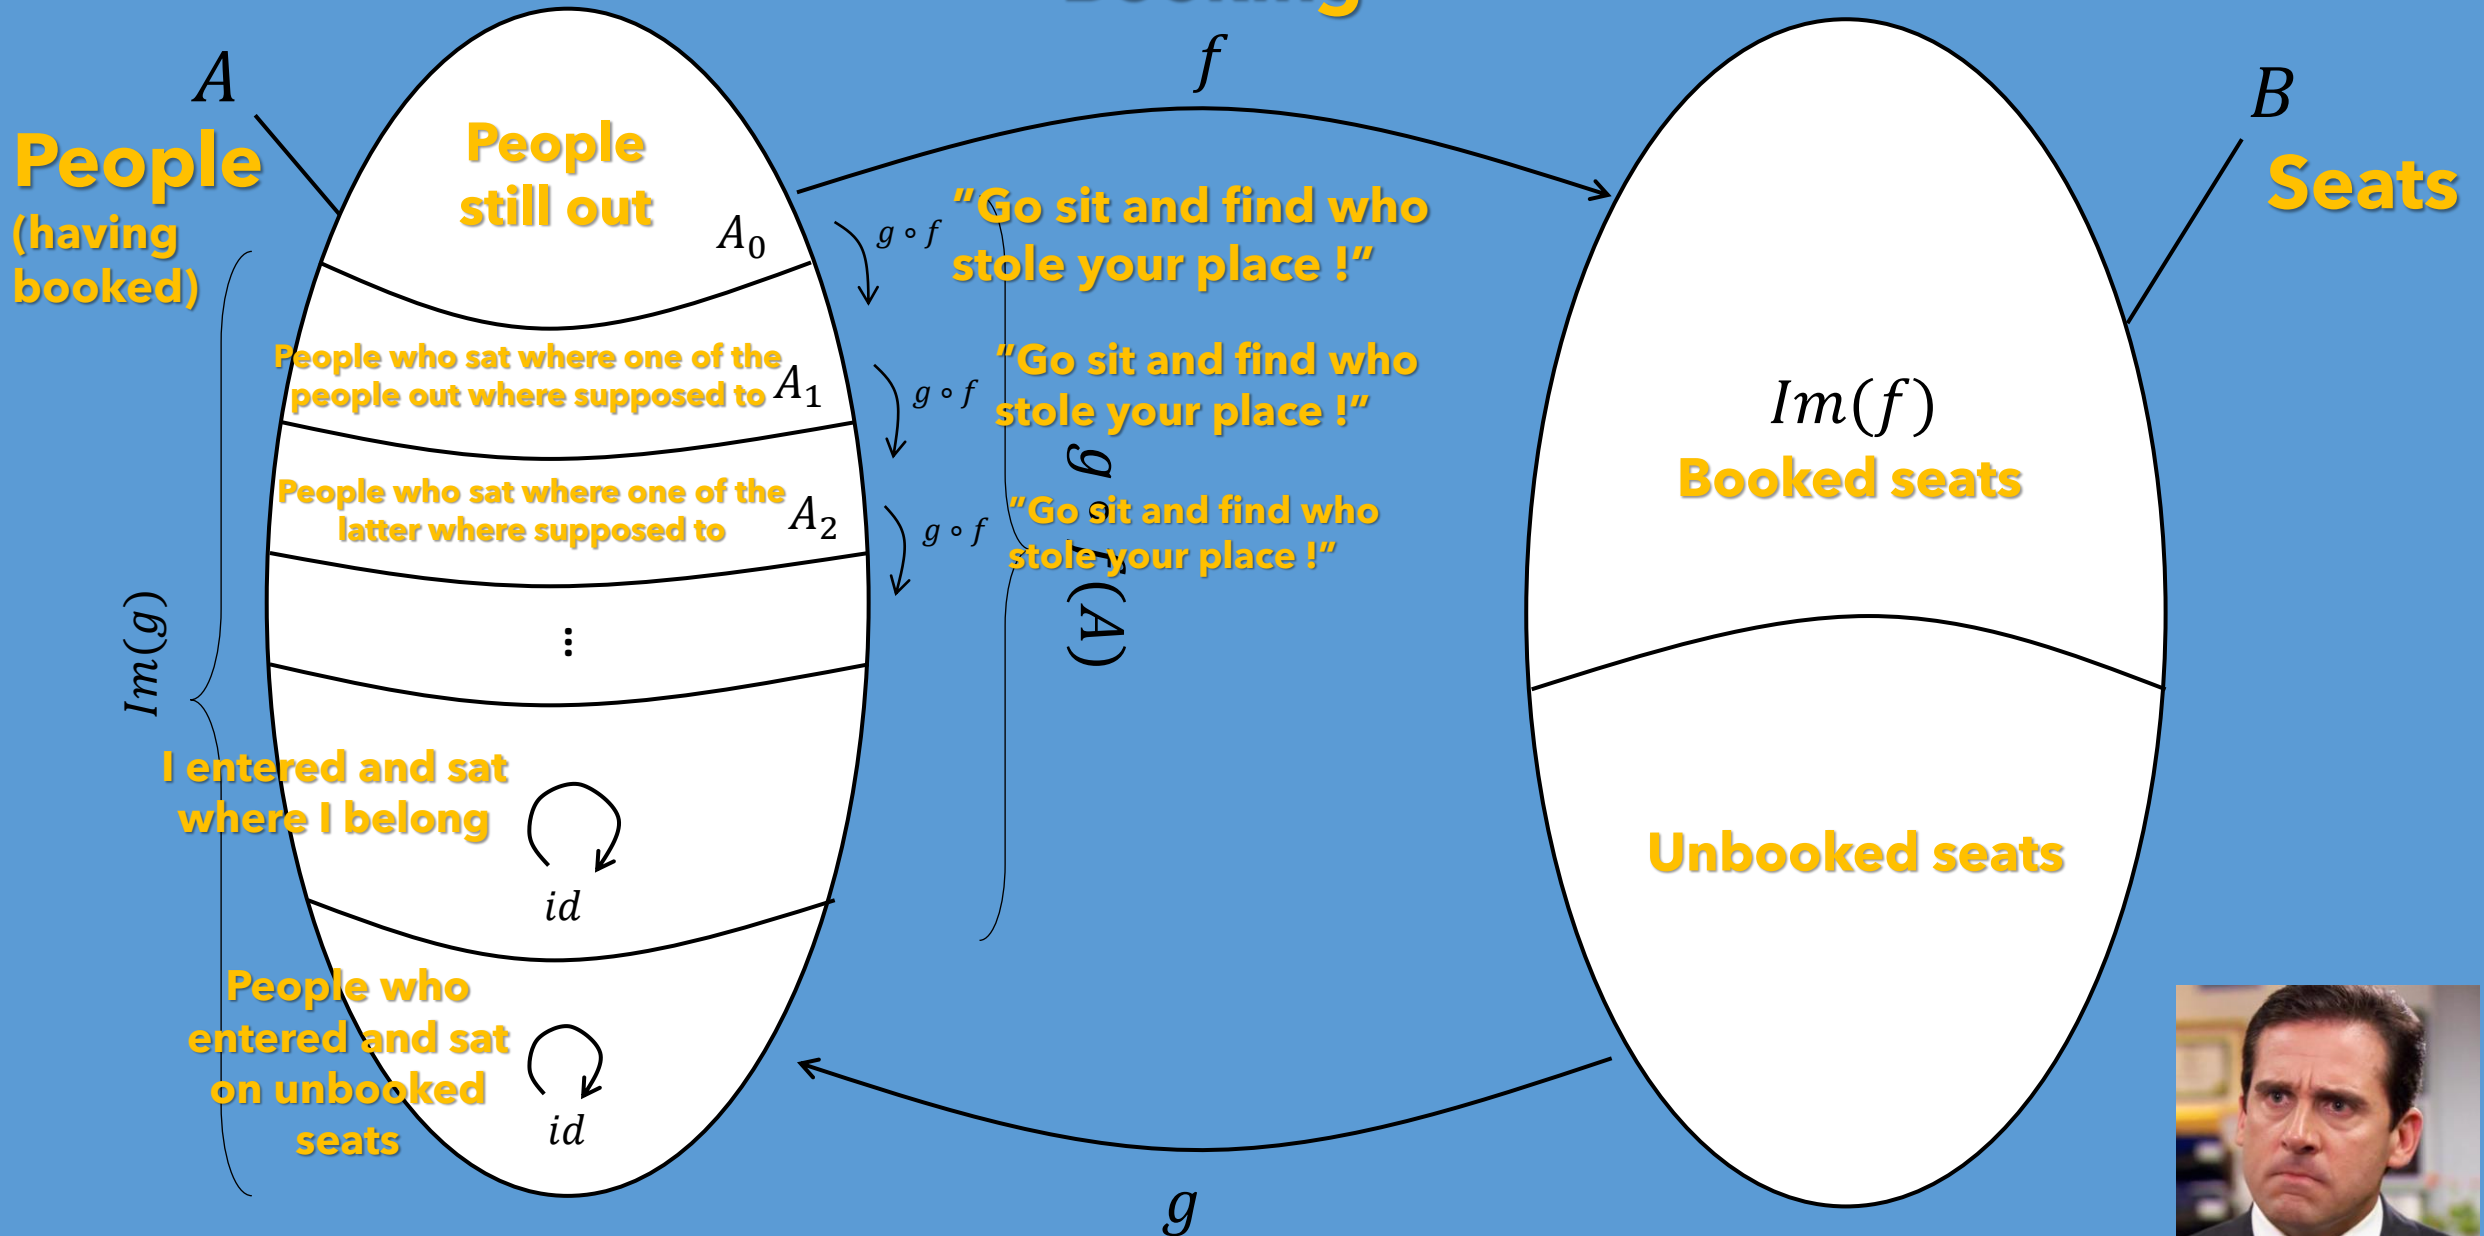 Booking
f
A
B
People
(having
booked)
People
still out
A₀
g ∘ f
"Go sit and find who
stole your place !"
Seats
People who sat where one of the
people out where supposed to
A₁
g ∘ f
"Go sit and find who
stole your place !"
Im(f)
Booked seats
People who sat where one of the
latter where supposed to
A₂
g ∘ f
"Go sit and find who
stole your place !"
g ∘ f(A)
Im(g)
⋮
I entered and sat
where I belong
id
Unbooked seats
People who
entered and sat
on unbooked
seats
id
g